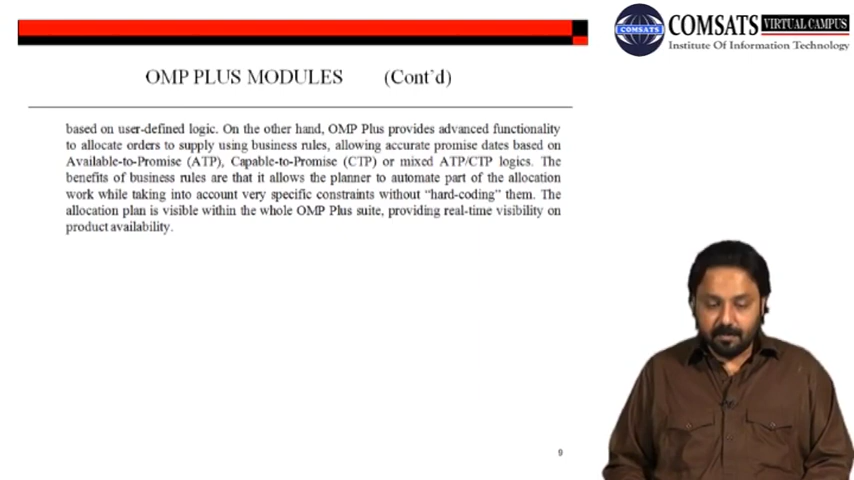 COMSATS
COMSATS VIRTUAL CAMPUS
Institute Of Information Technology
OMP PLUS MODULES (Cont'd)
based on user-defined logic. On the other hand, OMP Plus provides advanced functionality
to allocate orders to supply using business rules, allowing accurate promise dates based on
Available-to-Promise (ATP), Capable-to-Promise (CTP) or mixed ATP/CTP logics. The
benefits of business rules are that it allows the planner to automate part of the allocation
work while taking into account very specific constraints without “hard-coding” them. The
allocation plan is visible within the whole OMP Plus suite, providing real-time visibility on
product availability.
9